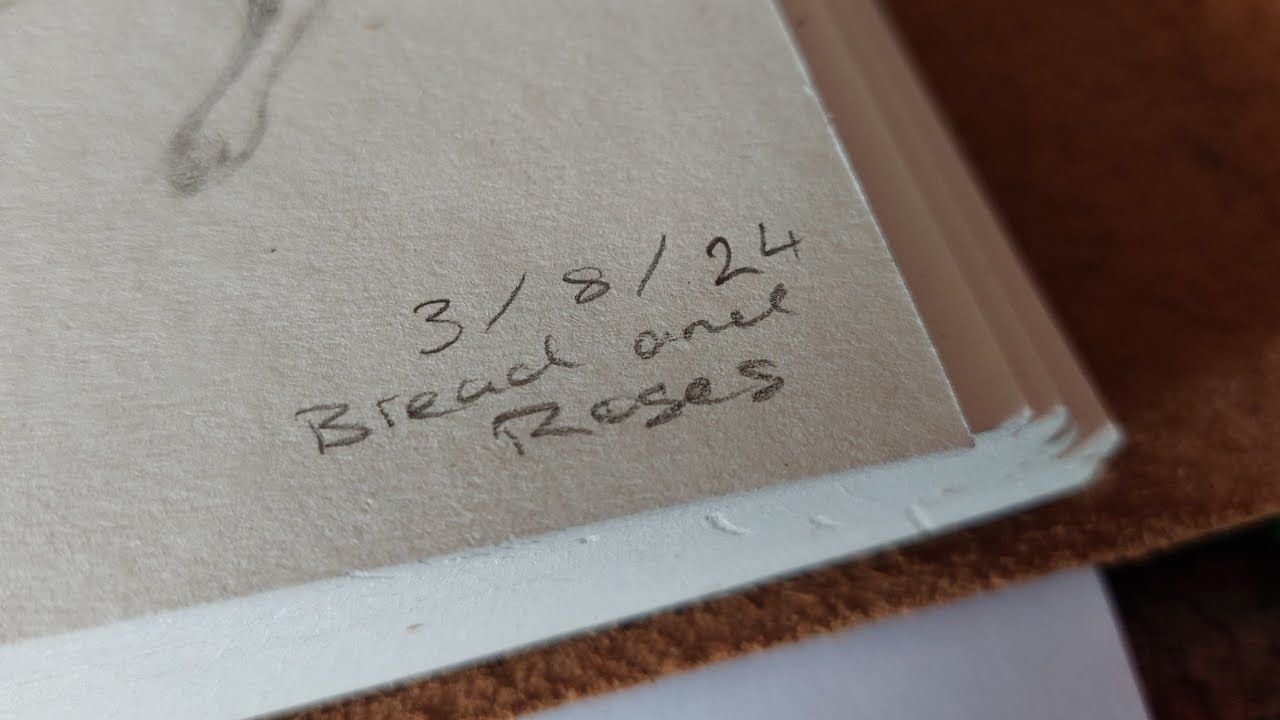 3/8/24
Bread and
Roses